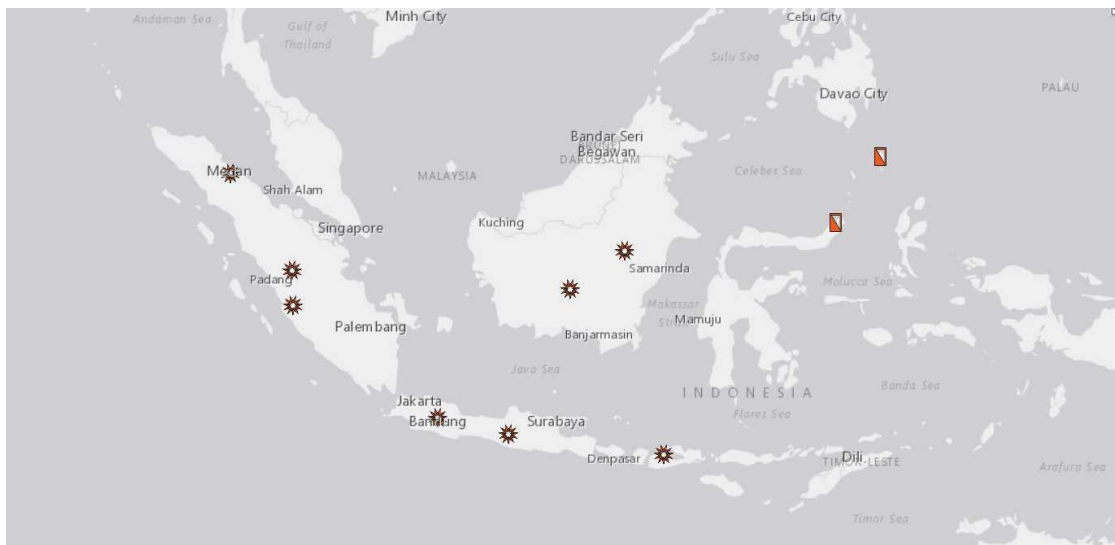 Minh City
Cebu City
Andaman Sea
Gulf of
Thailand
Sulu Sea
PALAU
Davao City
Bandar Seri
BRUNEI
Begawan
DARUSSALAM
Medan
MALAYSIA
Celebes Sea
Shah Alam
Kuching
Singapore
Samarinda
Padang
Molucca Sea
Makassar
Strait
Mamuju
Palembang
Banjarmasin
Java Sea
INDONESIA
Banda Sea
Jakarta
Flores Sea
Bandung
Surabaya
Denpasar
Dili
TIMOR-LESTE
Arafura Sea
Timor Sea